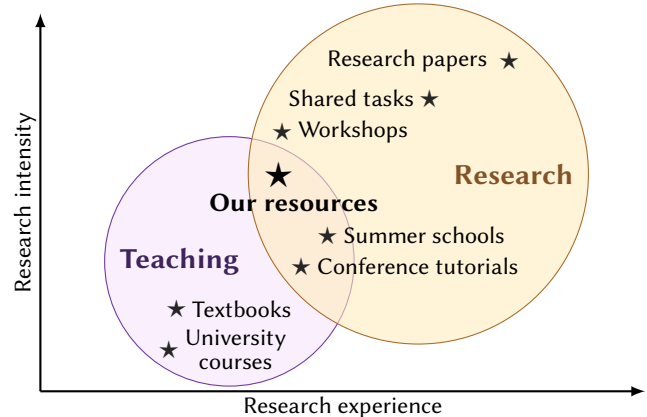 Research intensity
Research papers
Shared tasks
Workshops
Research
Our resources
Summer schools
Teaching
Conference tutorials
Textbooks
University
courses
Research experience